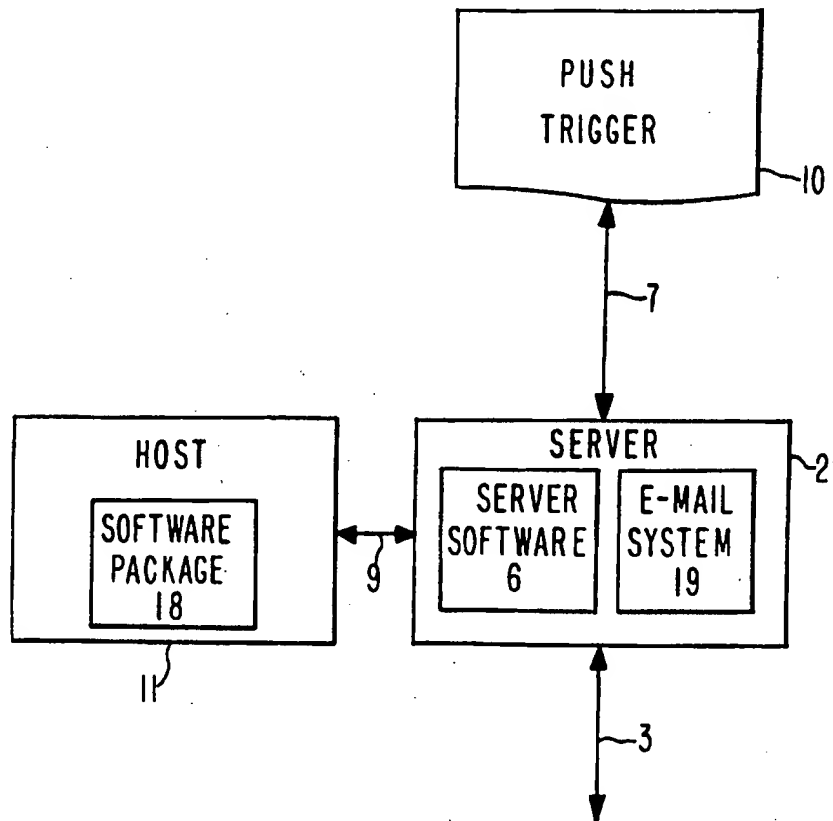 PUSH
TRIGGER
10
7
HOST
SOFTWARE
PACKAGE
18
11
9
SERVER
2
SERVER
SOFTWARE
6
E-MAIL
SYSTEM
19
3